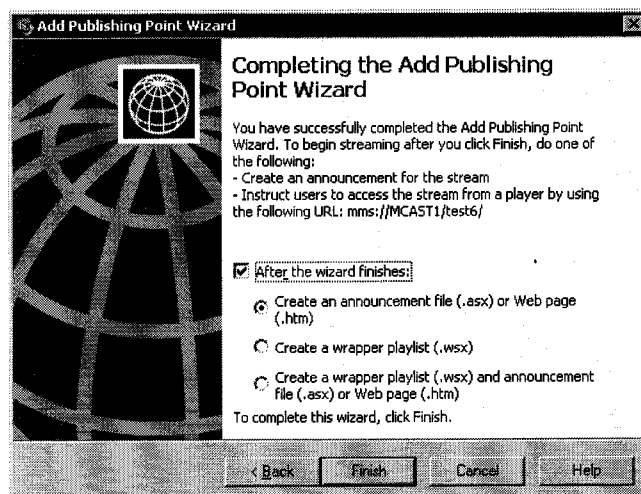 Add Publishing Point Wizard
Completing the Add Publishing
Point Wizard
You have successfully completed the Add Publishing Point
Wizard. To begin streaming after you click Finish, do one of
the following:
- Create an announcement for the stream
- Instruct users to access the stream from a player by using
the following URL: mms://MCAST1/test6/
After the wizard finishes:
Create an announcement file (.asx) or Web page
(.htm)
Create a wrapper playlist (.wsx)
Create a wrapper playlist (.wsx) and announcement
file (.asx) or Web page (.htm)
To complete this wizard, click Finish.
< Back Finish Cancel Help